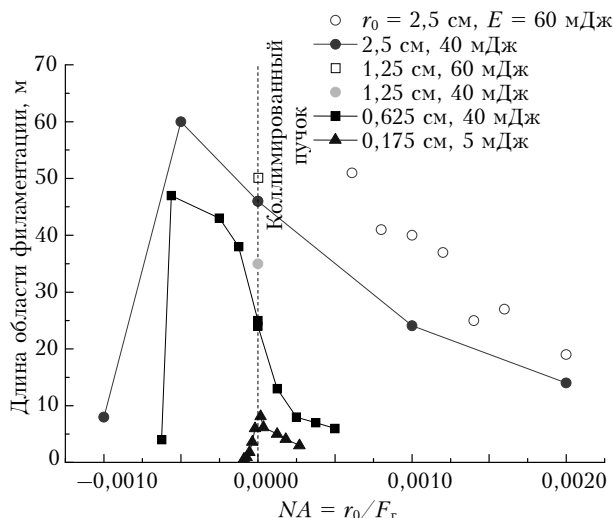 r₀ = 2,5 см, E = 60 мДж
2,5 см, 40 мДж
1,25 см, 60 мДж
1,25 см, 40 мДж
0,625 см, 40 мДж
0,175 см, 5 мДж
Длина области филаментации, м
70
60
50
40
30
20
10
0
Коллимированный
пучок
−0,0010
0,0000
0,0010
0,0020
NA = r₀/Fг